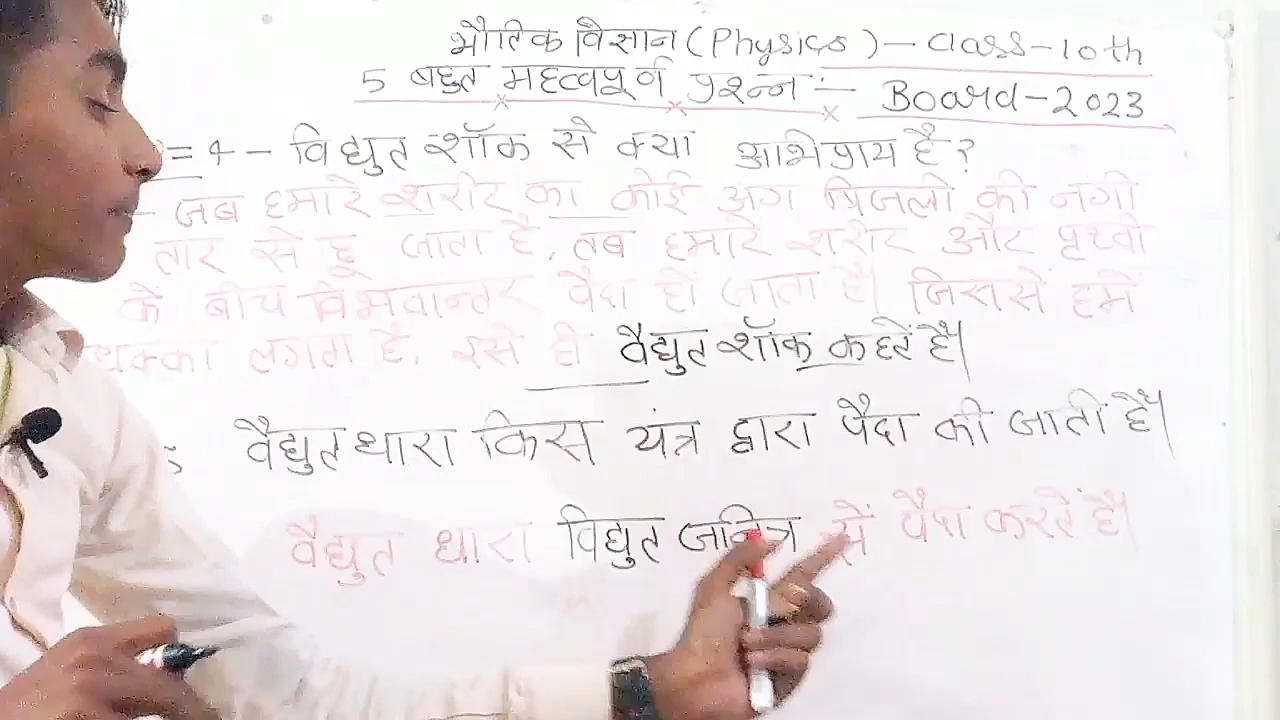 भौतिक विज्ञान (Physics) - Class-10th
5 बहुत महत्वपूर्ण प्रश्न :- Board-2023
= 4 - विद्युत शॉक से क्या अभिप्राय है ?
- जब हमारे शरीर का कोई अंग बिजली की नंगी
तार से छू जाता है, तब हमारे शरीर और पृथ्वी
के बीच विभवान्तर पैदा हो जाता है। जिससे हमें
धक्का लगता है, इसे ही वैद्युत शॉक कहते हैं।
5 वैद्युत धारा किस यंत्र द्वारा पैदा की जाती है।
वैद्युत धारा विद्युत जनित्र से पैदा करते है।